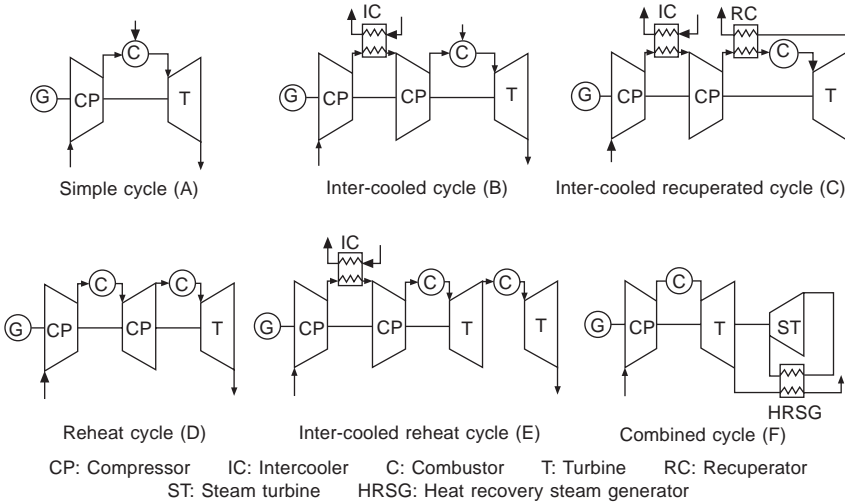 IC
IC
RC
C
C
C
G
CP
T
G
CP
CP
T
G
CP
CP
T
Simple cycle (A)
Inter-cooled cycle (B)
Inter-cooled recuperated cycle (C)
IC
C
C
C
C
C
G
CP
CP
T
G
CP
CP
T
T
G
CP
T
ST
HRSG
Reheat cycle (D)
Inter-cooled reheat cycle (E)
Combined cycle (F)
CP: Compressor IC: Intercooler C: Combustor T: Turbine RC: Recuperator
ST: Steam turbine HRSG: Heat recovery steam generator